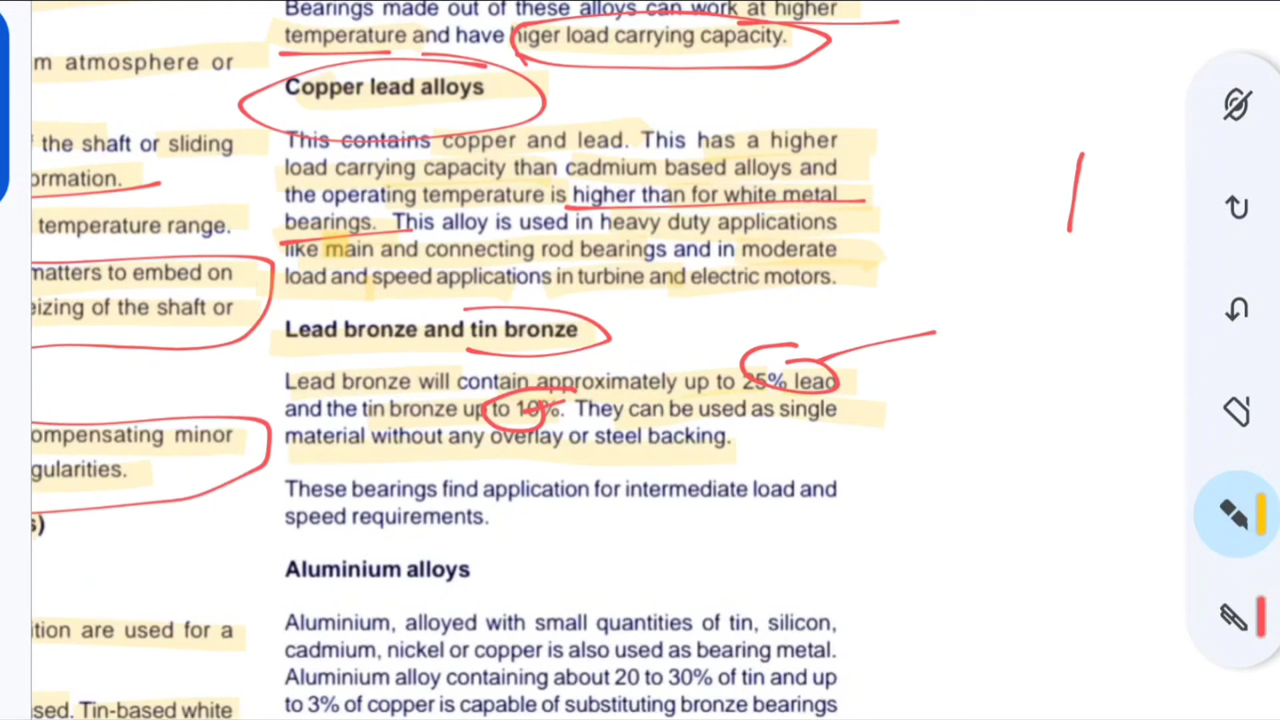 m atmosphere or
the shaft or sliding
ormation.
temperature range.
matters to embed on
eizing of the shaft or
ompensating minor
gularities.
s)
ition are used for a
sed. Tin-based white
Bearings made out of these alloys can work at higher
temperature and have higer load carrying capacity.
Copper lead alloys
This contains copper and lead. This has a higher
load carrying capacity than cadmium based alloys and
the operating temperature is higher than for white metal
bearings. This alloy is used in heavy duty applications
like main and connecting rod bearings and in moderate
load and speed applications in turbine and electric motors.
Lead bronze and tin bronze
Lead bronze will contain approximately up to 25% lead
and the tin bronze up to 10%. They can be used as single
material without any overlay or steel backing.
These bearings find application for intermediate load and
speed requirements.
Aluminium alloys
Aluminium, alloyed with small quantities of tin, silicon,
cadmium, nickel or copper is also used as bearing metal.
Aluminium alloy containing about 20 to 30% of tin and up
to 3% of copper is capable of substituting bronze bearings